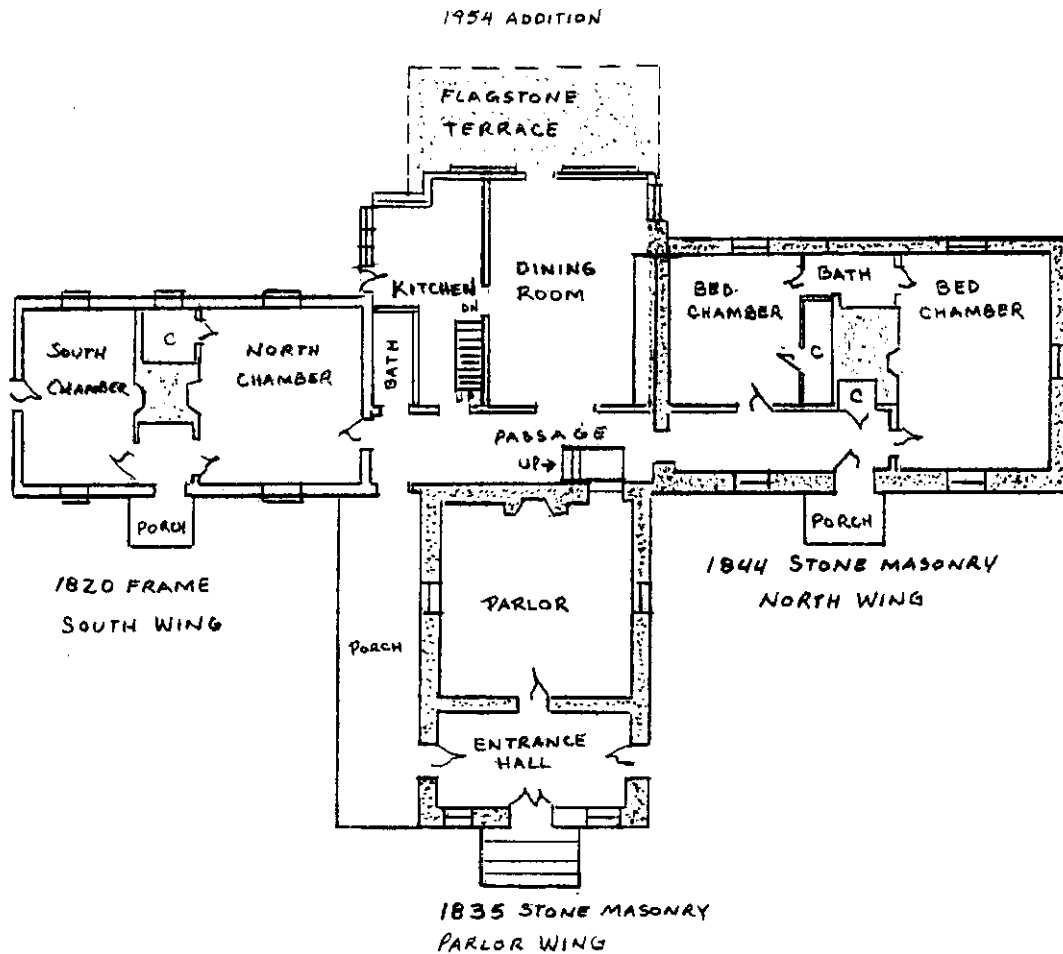 1954 ADDITION
FLAGSTONE
TERRACE
KITCHEN
DN
DINING
ROOM
BATH
BED
CHAMBER
BATH
BED
CHAMBER
C
C
SOUTH
CHAMBER
C
NORTH
CHAMBER
BATH
PASSAGE
UP→
PORCH
PORCH
1820 FRAME
SOUTH WING
PARLOR
1844 STONE MASONRY
NORTH WING
PORCH
ENTRANCE
HALL
1835 STONE MASONRY
PARLOR WING